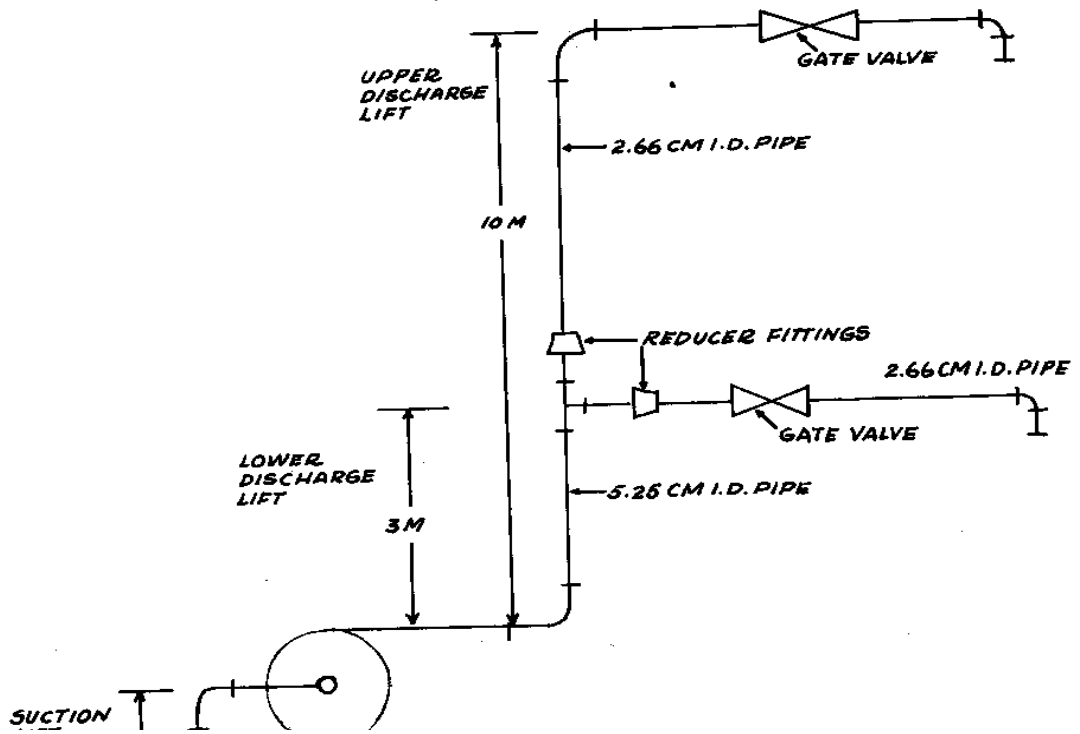 GATE VALVE
UPPER
DISCHARGE
LIFT
2.66 CM I.D. PIPE
10 M
REDUCER FITTINGS
2.66 CM I.D. PIPE
GATE VALVE
LOWER
DISCHARGE
LIFT
5.25 CM I.D. PIPE
3 M
SUCTION